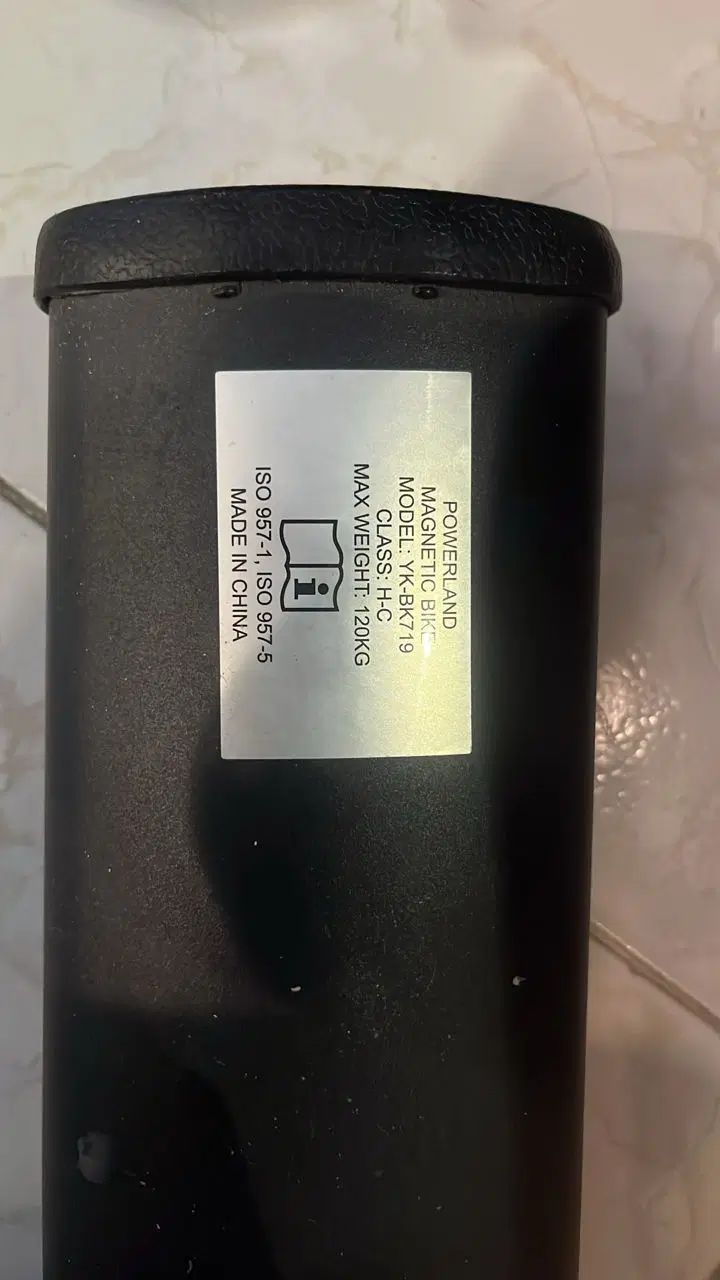 POWERLAND
MAGNETIC BIKE
MODEL: YK-BK719
CLASS: H-C
MAX WEIGHT: 120KG
ISO 957-1, ISO 957-5
MADE IN CHINA